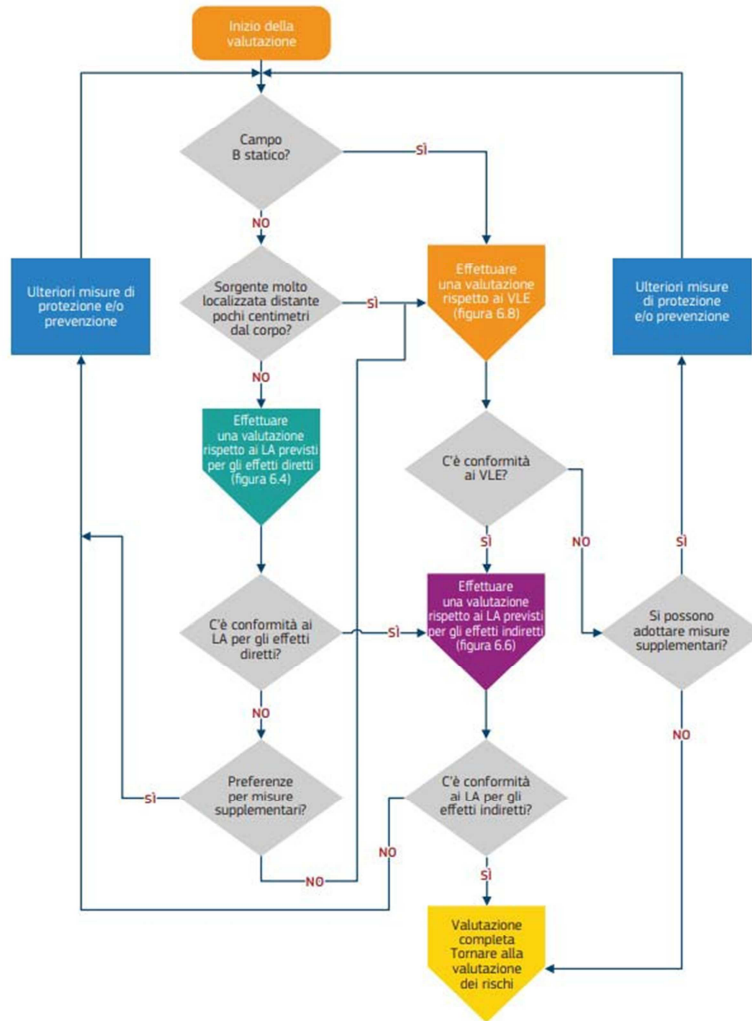 Inizio della
valutazione
Campo
B statico?
SÌ
NO
Ulteriori misure di
protezione e/o
prevenzione
Sorgente molto
localizzata distante
pochi centimetri
dal corpo?
SÌ
Effettuare
una valutazione
rispetto ai VLE
(figura 6.8)
Ulteriori misure
di protezione
e/o prevenzione
NO
Effettuare
una valutazione
rispetto ai LA previsti
per gli effetti diretti
(figura 6.4)
C'è conformità
ai VLE?
SÌ
NO
SÌ
Effettuare
una valutazione
rispetto ai LA previsti
per gli effetti indiretti
(figura 6.6)
C'è conformità ai
LA per gli effetti
diretti?
SÌ
Si possono
adottare misure
supplementari?
NO
NO
Preferenze
per misure
supplementari?
SÌ
C'è conformità
ai LA per gli
effetti indiretti?
NO
NO
SÌ
Valutazione
completa
Tornare alla
valutazione
dei rischi